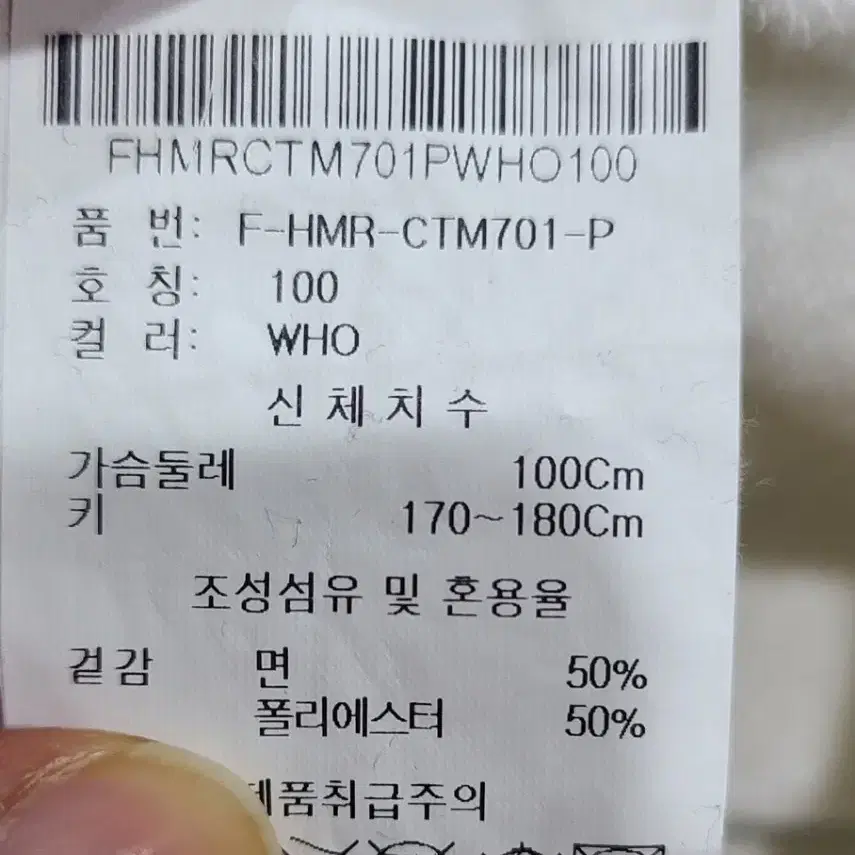 FHMRCTM701PWHO100
품 번: F-HMR-CTM701-P
호 칭: 100
컬 러: WHO
신 체 치 수
가슴둘레 100Cm
키 170~180Cm
조성섬유 및 혼용율
겉감 면 50%
폴리에스터 50%
제품취급주의